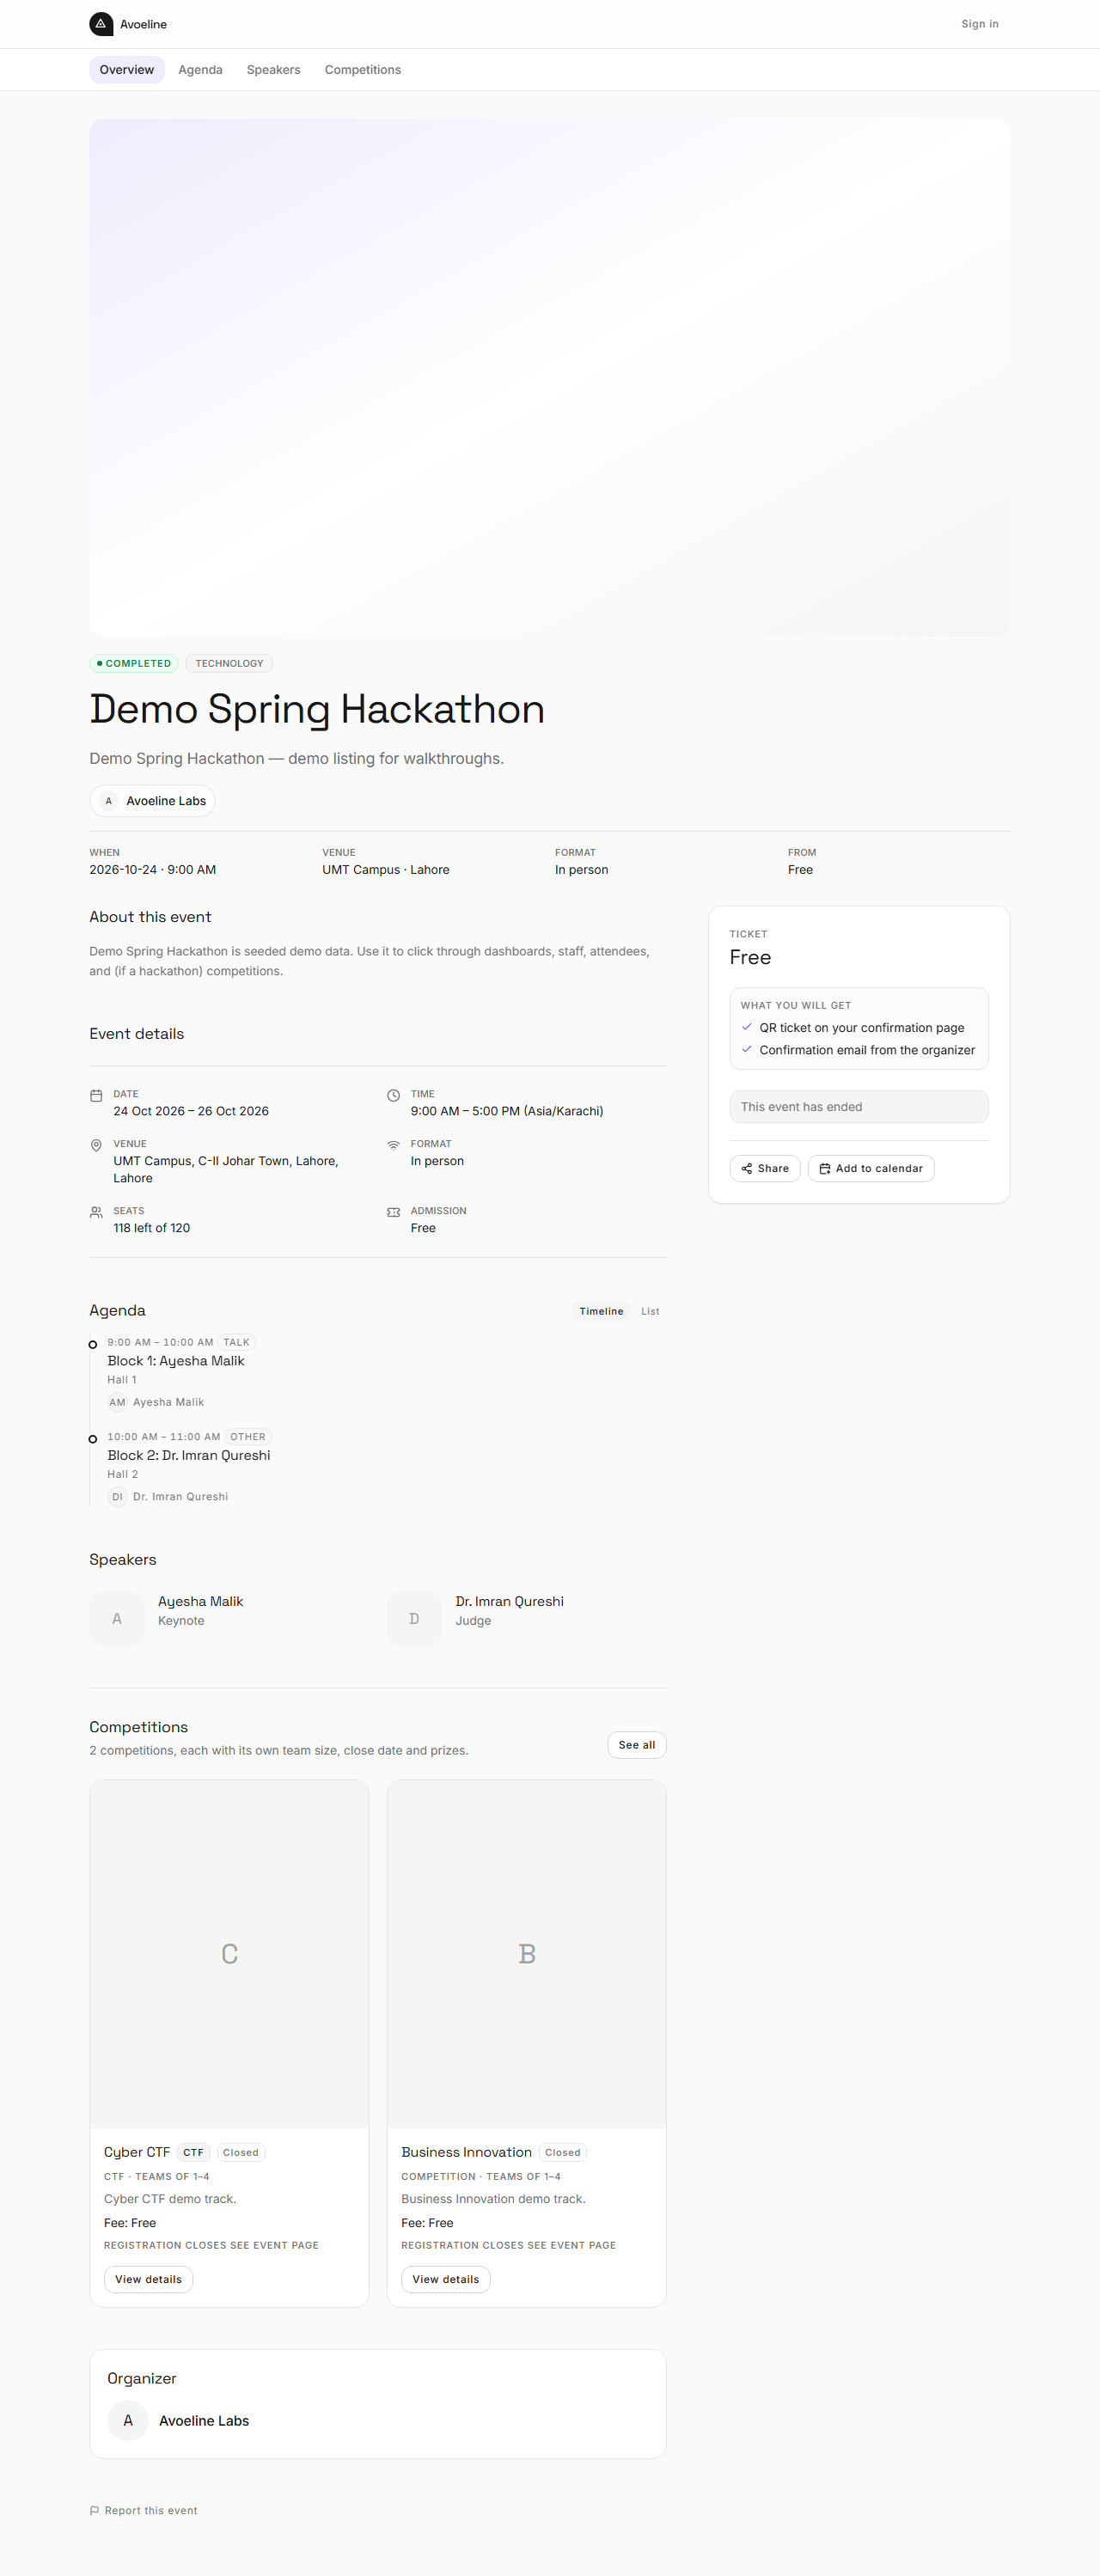 Avoeline
Sign in
Overview
Agenda
Speakers
Competitions
COMPLETED
TECHNOLOGY
Demo Spring Hackathon
Demo Spring Hackathon — demo listing for walkthroughs.
A
Avoeline Labs
WHEN
2026-10-24 · 9:00 AM
VENUE
UMT Campus · Lahore
FORMAT
In person
FROM
Free
About this event
Demo Spring Hackathon is seeded demo data. Use it to click through dashboards, staff, attendees,
and (if a hackathon) competitions.
Event details
DATE
24 Oct 2026 – 26 Oct 2026
TIME
9:00 AM – 5:00 PM (Asia/Karachi)
VENUE
UMT Campus, C-II Johar Town, Lahore,
Lahore
FORMAT
In person
SEATS
118 left of 120
ADMISSION
Free
TICKET
Free
WHAT YOU WILL GET
QR ticket on your confirmation page
Confirmation email from the organizer
This event has ended
Share
Add to calendar
Agenda
Timeline
List
9:00 AM – 10:00 AM TALK
Block 1: Ayesha Malik
Hall 1
AM Ayesha Malik
10:00 AM – 11:00 AM OTHER
Block 2: Dr. Imran Qureshi
Hall 2
DI Dr. Imran Qureshi
Speakers
A
Ayesha Malik
Keynote
D
Dr. Imran Qureshi
Judge
Competitions
2 competitions, each with its own team size, close date and prizes.
See all
C
Cyber CTF CTF Closed
CTF · TEAMS OF 1–4
Cyber CTF demo track.
Fee: Free
REGISTRATION CLOSES SEE EVENT PAGE
View details
B
Business Innovation Closed
COMPETITION · TEAMS OF 1–4
Business Innovation demo track.
Fee: Free
REGISTRATION CLOSES SEE EVENT PAGE
View details
Organizer
A
Avoeline Labs
Report this event